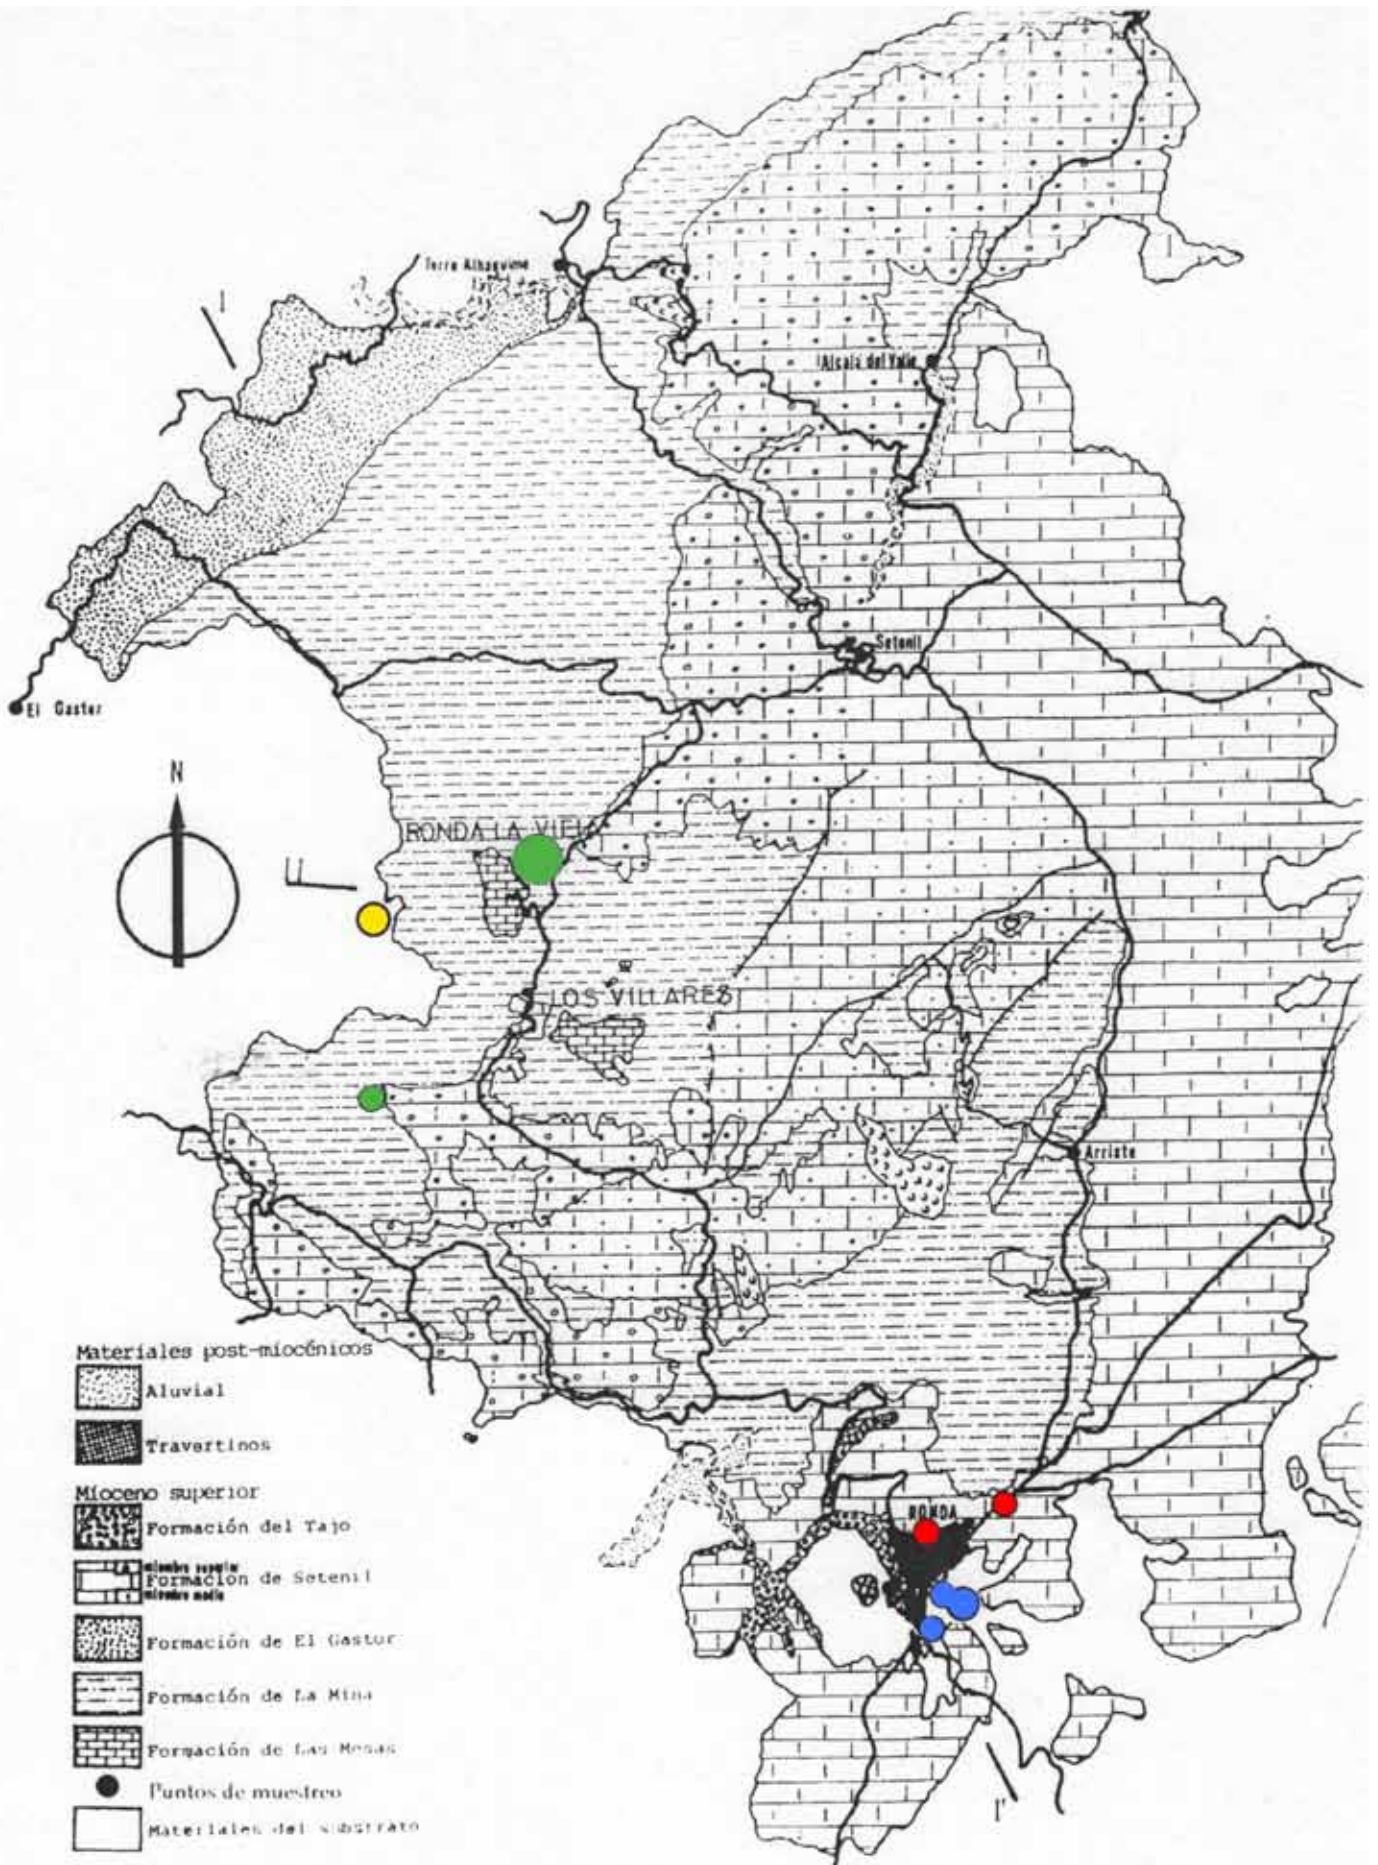 Torre Alhaquime
I
Alcalá del Valle
Setenil
El Gastor
N
RONDA LA VIEJA
LOS VILLARES
Arriate
RONDA
I'
Materiales post-miocénicos
Aluvial
Travertinos
Mioceno superior
Formación del Tajo
miembro superior
Formación de Setenil
miembro medio
Formación de El Gastor
Formación de La Mina
Formación de Las Mesas
Puntos de muestreo
Materiales del substrato